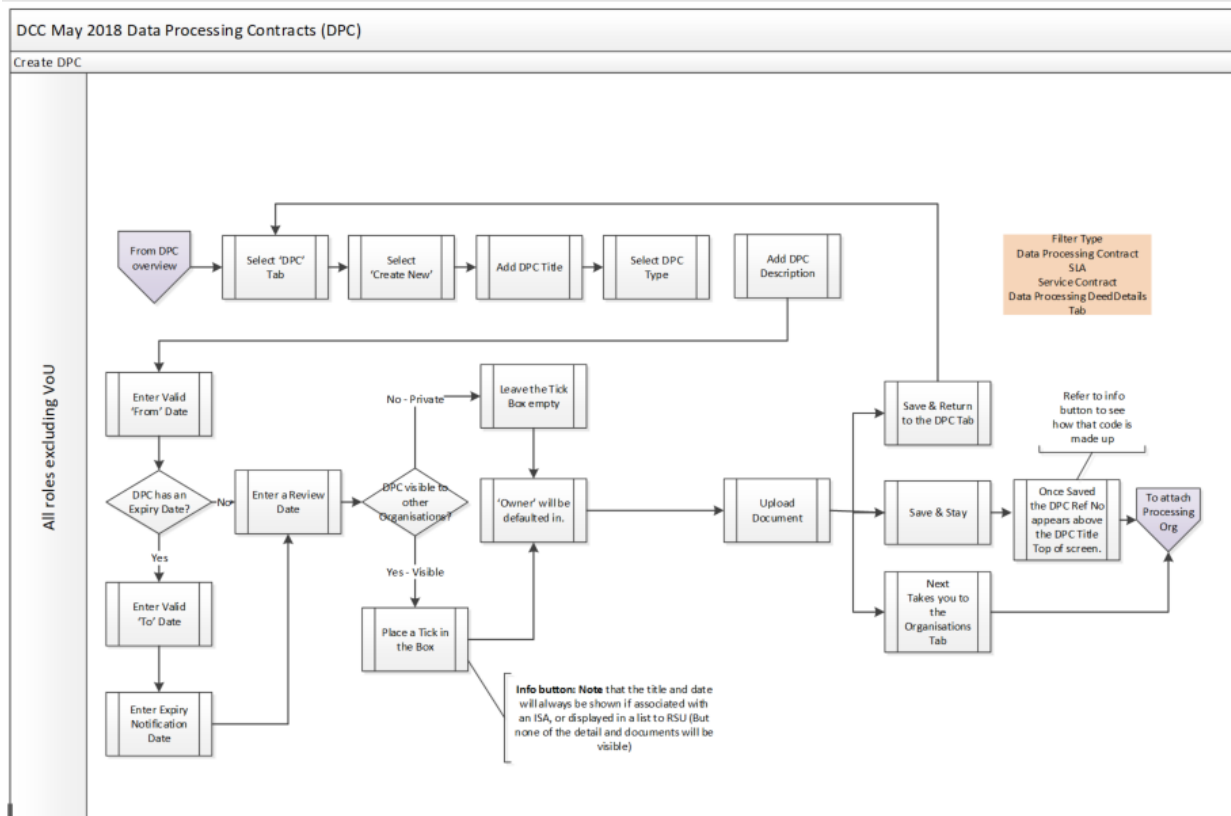 DCC May 2018 Data Processing Contracts (DPC)
Create DPC
All roles excluding VoU
From DPC
overview
Select ‘DPC’
Tab
Select
‘Create New’
Add DPC Title
Select DPC
Type
Add DPC
Description
Filter Type
Data Processing Contract
SLA
Service Contract
Data Processing DeedDetails
Tab
Enter Valid
‘From’ Date
DPC has an
Expiry Date?
No
Enter a Review
Date
Yes
Enter Valid
‘To’ Date
Enter Expiry
Notification
Date
No - Private
DPC visible to
other
Organisations?
Yes - Visible
Leave the Tick
Box empty
‘Owner’ will be
defaulted in.
Place a Tick in
the Box
Info button: Note that the title and date
will always be shown if associated with
an ISA, or displayed in a list to RSU (But
none of the detail and documents will be
visible)
Upload
Document
Save & Return
to the DPC Tab
Save & Stay
Next
Takes you to
the
Organisations
Tab
Refer to info
button to see
how that code is
made up
Once Saved
the DPC Ref No
appears above
the DPC Title
Top of screen.
To attach
Processing
Org